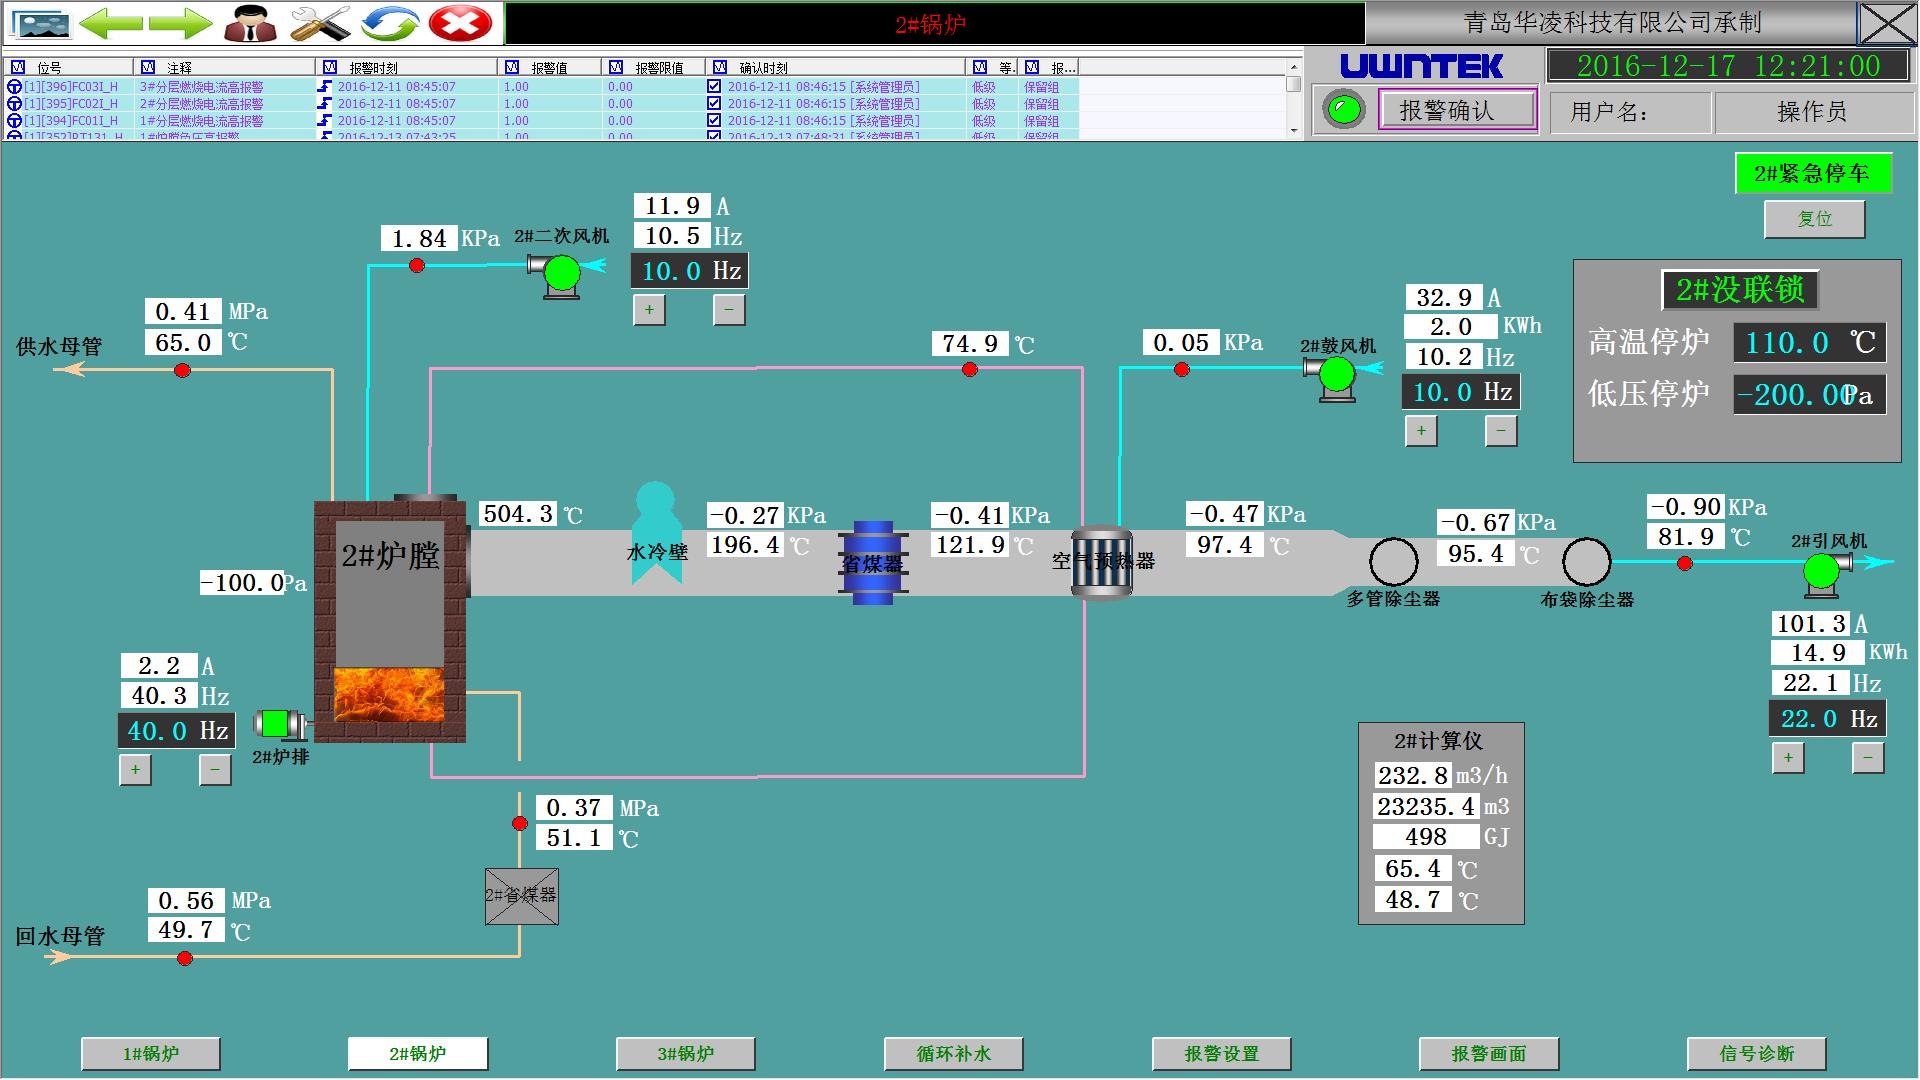 2#锅炉
青岛华凌科技有限公司承制
位号 注释 报警时刻 报警值 报警限值 确认时刻 等. 报...
[1][396]FC03I_H 3#分层燃烧电流高报警 2016-12-11 08:45:07 1.00 0.00 2016-12-11 08:46:15 [系统管理员] 低级 保留组
[1][395]FC02I_H 2#分层燃烧电流高报警 2016-12-11 08:45:07 1.00 0.00 2016-12-11 08:46:15 [系统管理员] 低级 保留组
[1][394]FC01I_H 1#分层燃烧电流高报警 2016-12-11 08:45:07 1.00 0.00 2016-12-11 08:46:15 [系统管理员] 低级 保留组
[1][352]PT131_H 1#炉膛负压高报警 2016-12-13 07:43:25 1.00 0.00 2016-12-13 07:48:31 [系统管理员] 低级 保留组
UWNTEK
2016-12-17 12:21:00
报警确认
用户名:
操作员
2#紧急停车
复位
2#没联锁
高温停炉 110.0 ℃
低压停炉 -200.00Pa
11.9 A
10.5 Hz
10.0 Hz
+ -
1.84 KPa
2#二次风机
0.41 MPa
65.0 ℃
供水母管
74.9 ℃
0.05 KPa
2#鼓风机
32.9 A
2.0 KWh
10.2 Hz
10.0 Hz
+ -
504.3 ℃
水冷壁
-0.27 KPa
196.4 ℃
省煤器
-0.41 KPa
121.9 ℃
空气预热器
-0.47 KPa
97.4 ℃
多管除尘器
-0.67 KPa
95.4 ℃
布袋除尘器
-0.90 KPa
81.9 ℃
2#引风机
101.3 A
14.9 KWh
22.1 Hz
22.0 Hz
+ -
2#炉膛
-100.0Pa
2.2 A
40.3 Hz
40.0 Hz
+ -
2#炉排
0.37 MPa
51.1 ℃
2#省煤器
0.56 MPa
49.7 ℃
回水母管
2#计算仪
232.8 m3/h
23235.4 m3
498 GJ
65.4 ℃
48.7 ℃
1#锅炉 2#锅炉 3#锅炉 循环补水 报警设置 报警画面 信号诊断